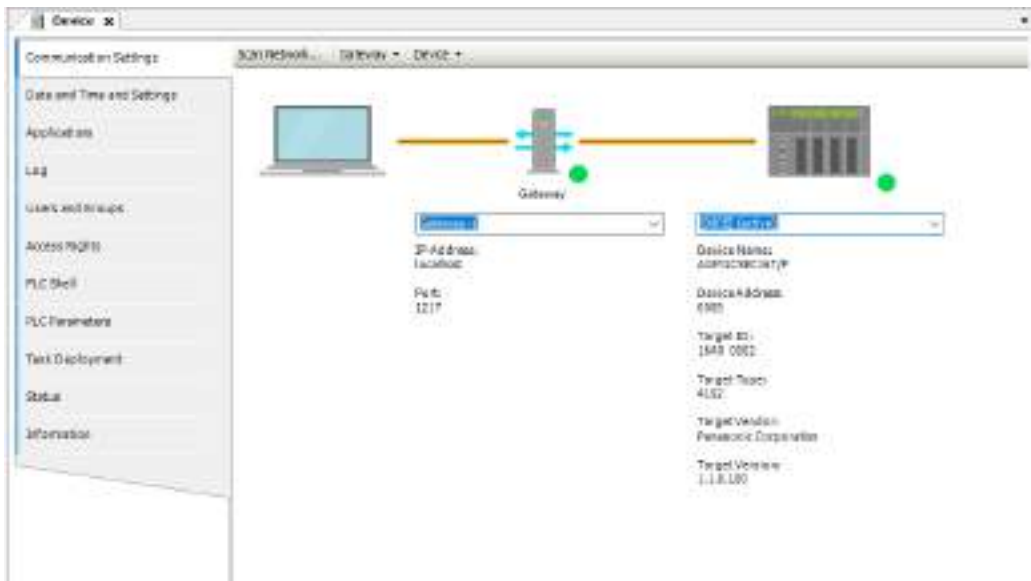 Device
Communication Settings
Scan Network... Gateway Device
Date and Time and Settings
Applications
Log
Users and Groups
Access Rights
PLC Shell
PLC Parameters
Task Deployment
Status
Information
Gateway
IP-Address:
localhost
Port:
1217
Device Name:
Device Address:
Target ID:
Target Type:
4102
Target Vendor:
Panasonic Corporation
Target Version: